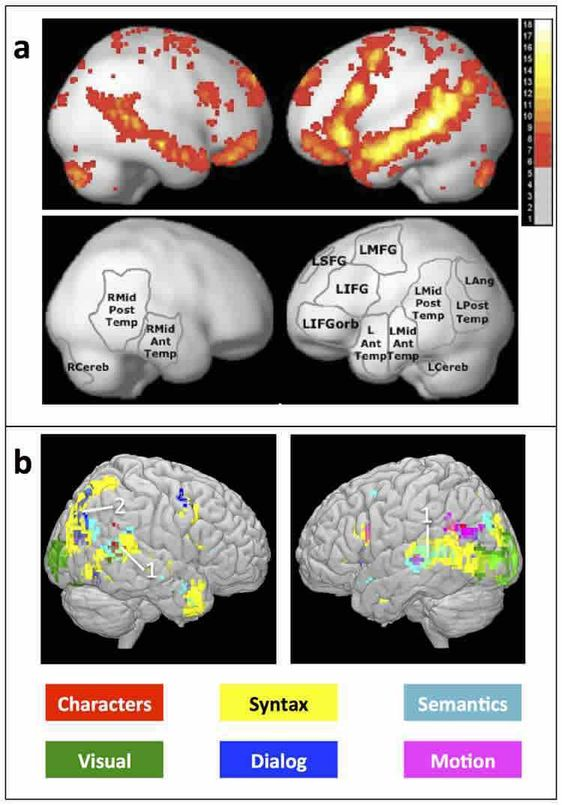 a
18
17
16
15
14
13
12
11
10
9
8
7
6
5
4
3
2
1
RMid
Post
Temp
RMid
Ant
Temp
RCereb
LSFG
LMFG
LIFG
LIFGorb
L
Ant
Temp
LMid
Ant
Temp
LMid
Post
Temp
LAng
LPost
Temp
LCereb
b
2
1
1
Characters
Syntax
Semantics
Visual
Dialog
Motion